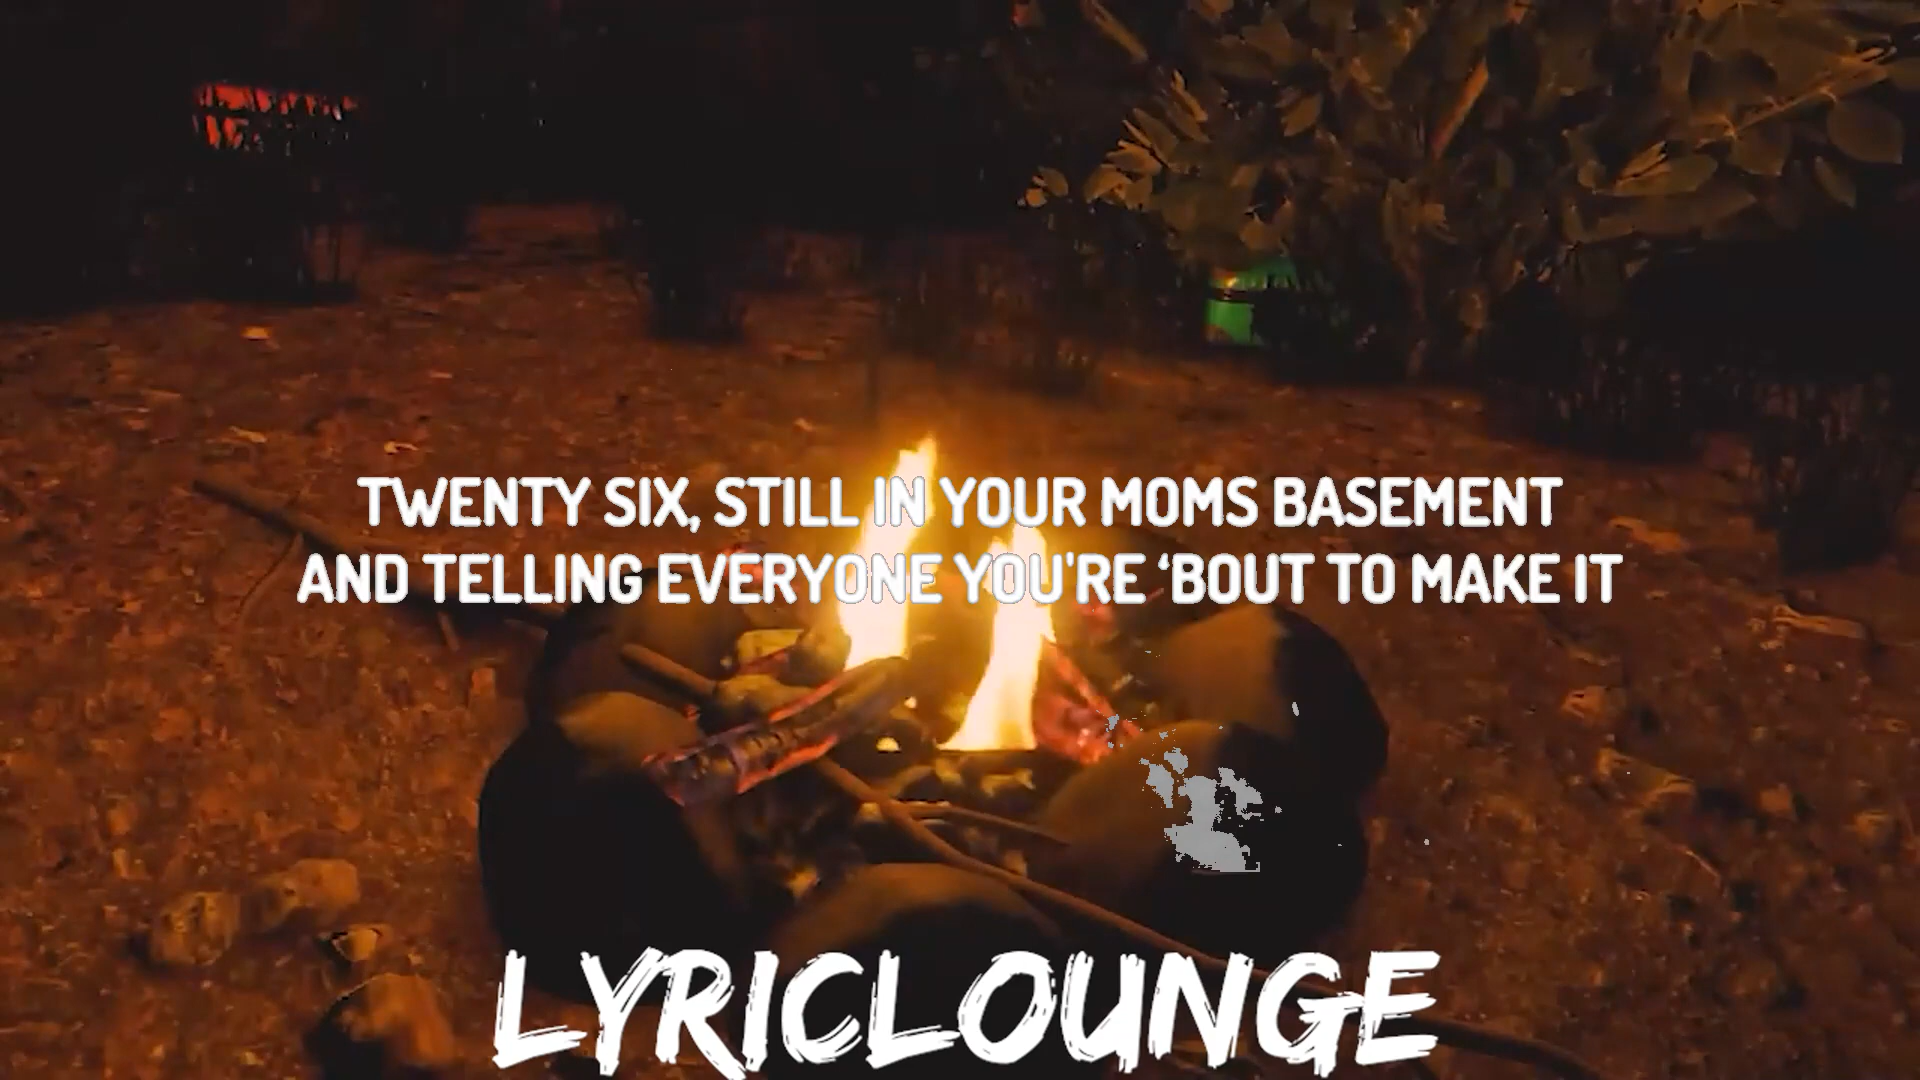 TWENTY SIX, STILL IN YOUR MOMS BASEMENT
AND TELLING EVERYONE YOU'RE ‘BOUT TO MAKE IT
LYRICLOUNGE